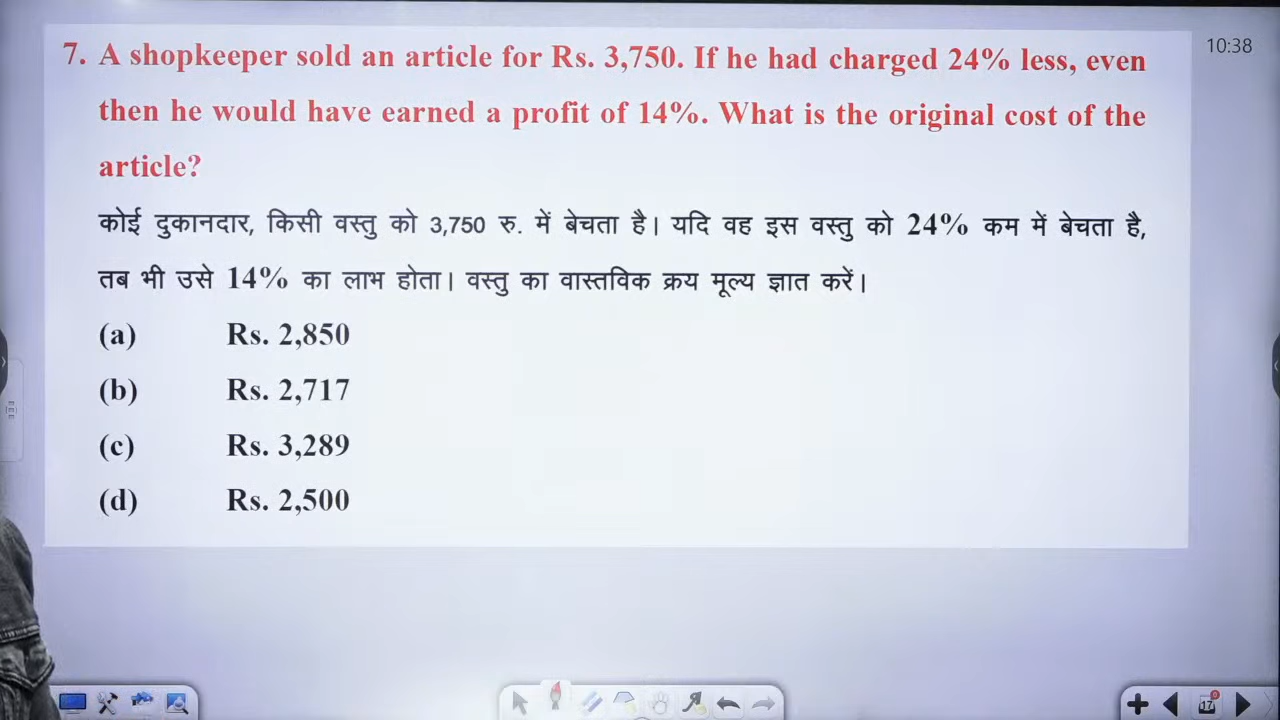 10:38
7. A shopkeeper sold an article for Rs. 3,750. If he had charged 24% less, even
then he would have earned a profit of 14%. What is the original cost of the
article?
कोई दुकानदार, किसी वस्तु को 3,750 रु. में बेचता है। यदि वह इस वस्तु को 24% कम में बेचता है,
तब भी उसे 14% का लाभ होता। वस्तु का वास्तविक क्रय मूल्य ज्ञात करें।
(a) Rs. 2,850
(b) Rs. 2,717
(c) Rs. 3,289
(d) Rs. 2,500
17